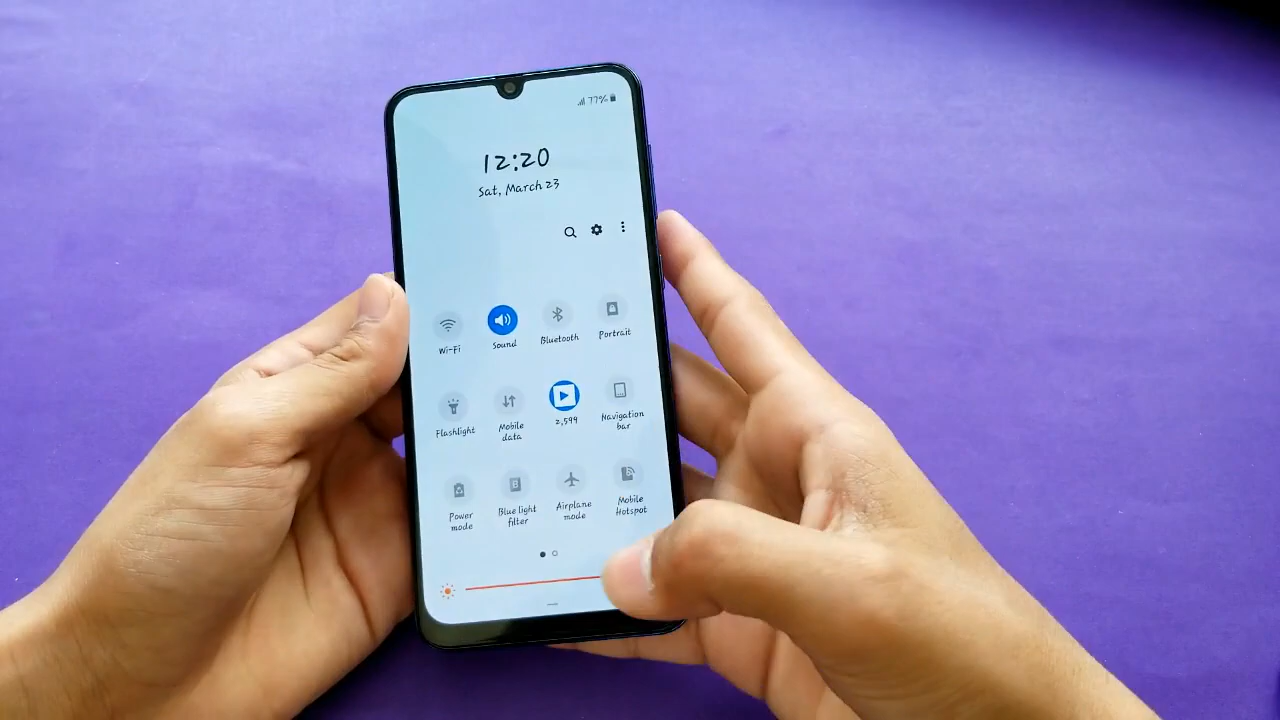 77%
12:20
Sat, March 23
Wi-Fi
Sound
Bluetooth
Portrait
Flashlight
Mobile
data
2,599
Navigation
bar
Power
mode
Blue light
filter
Airplane
mode
Mobile
Hotspot